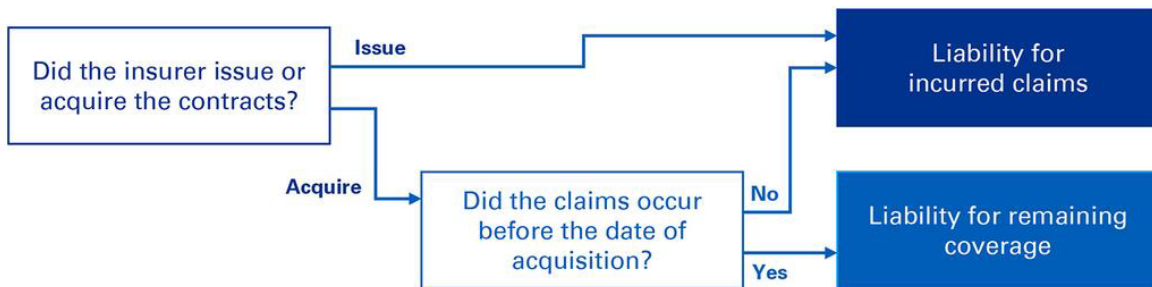 Did the insurer issue or
acquire the contracts?
Issue
Acquire
Did the claims occur
before the date of
acquisition?
No
Yes
Liability for
incurred claims
Liability for remaining
coverage